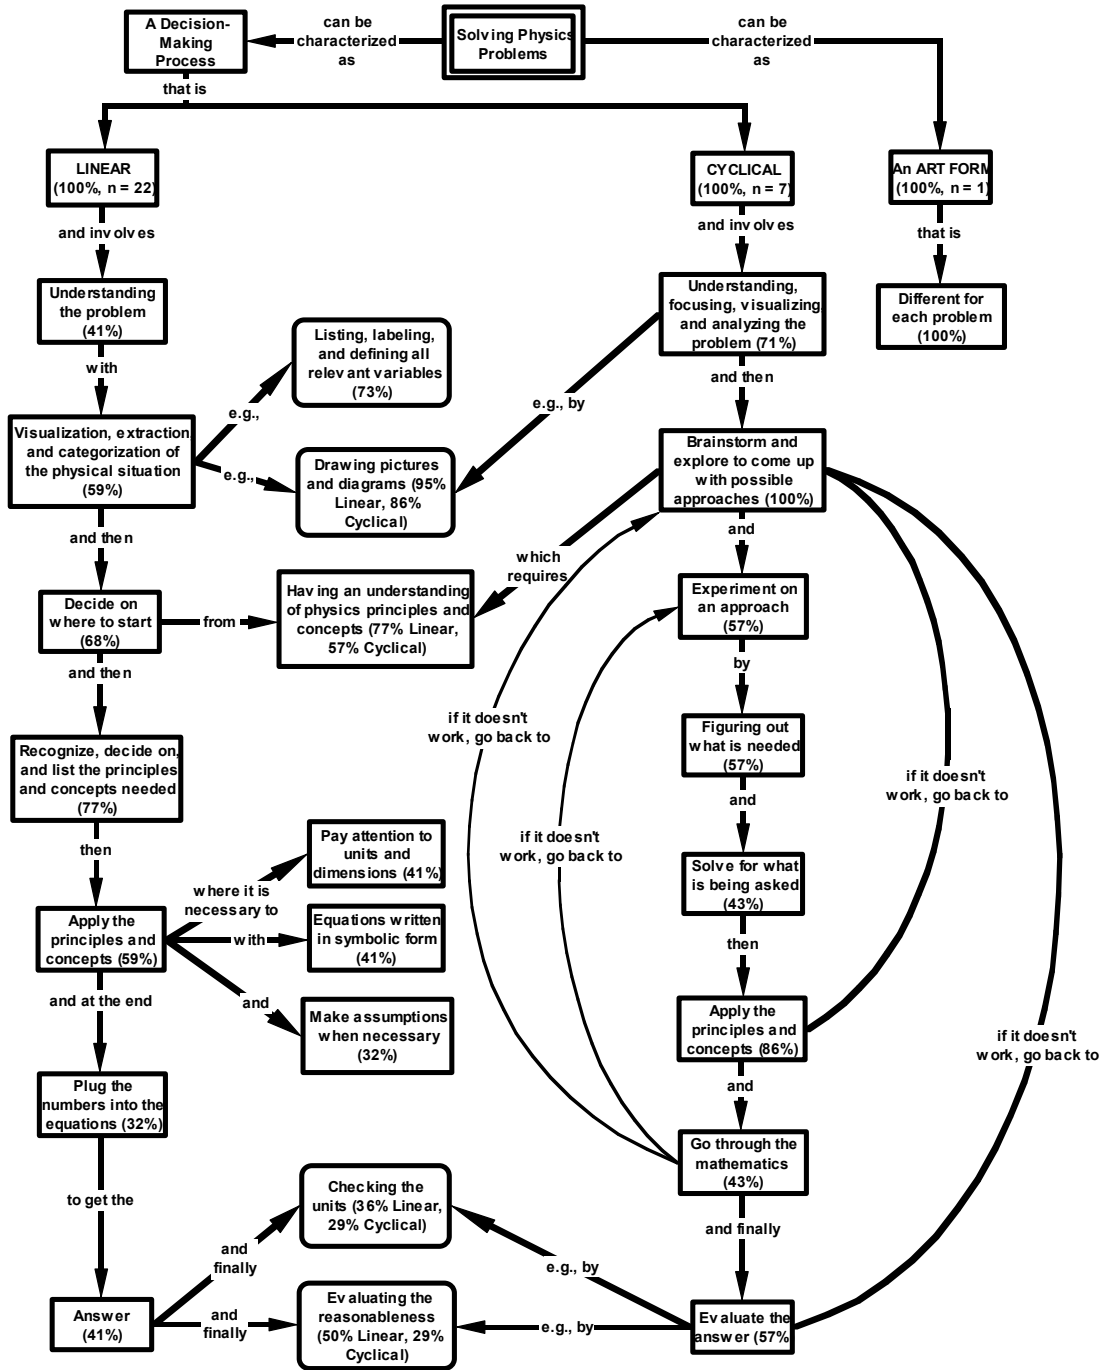 A Decision-
Making
Process
can be
characterized
as
Solving Physics
Problems
can be
characterized
as
that is
LINEAR
(100%, n = 22)
CYCLICAL
(100%, n = 7)
An ART FORM
(100%, n = 1)
and involves
and involves
that is
Understanding
the problem
(41%)
Understanding,
focusing, visualizing,
and analyzing the
problem (71%)
Different for
each problem
(100%)
with
Listing, labeling,
and defining all
relevant variables
(73%)
e.g.,
e.g., by
and then
Visualization, extraction,
and categorization of
the physical situation
(59%)
e.g.,
Drawing pictures
and diagrams (95%
Linear, 86%
Cyclical)
Brainstorm and
explore to come up
with possible
approaches (100%)
and then
which
requires
and
Decide on
where to start
(68%)
from
Having an understanding
of physics principles and
concepts (77% Linear,
57% Cyclical)
Experiment on
an approach
(57%)
and then
by
Recognize, decide on,
and list the principles
and concepts needed
(77%)
if it doesn't
work, go back to
Figuring out
what is needed
(57%)
if it doesn't
work, go back to
then
and
Pay attention to
units and
dimensions (41%)
if it doesn't
work, go back to
Solve for what
is being asked
(43%)
where it is
necessary to
Apply the
principles and
concepts (59%)
with
Equations written
in symbolic form
(41%)
then
and at the end
and
Make assumptions
when necessary
(32%)
Apply the
principles and
concepts (86%)
if it doesn't
work, go back to
Plug the
numbers into the
equations (32%)
and
Go through the
mathematics
(43%)
to get the
Checking the
units (36% Linear,
29% Cyclical)
and finally
and
finally
e.g., by
Answer
(41%)
and
finally
Evaluating the
reasonableness
(50% Linear, 29%
Cyclical)
e.g., by
Evaluate the
answer (57%